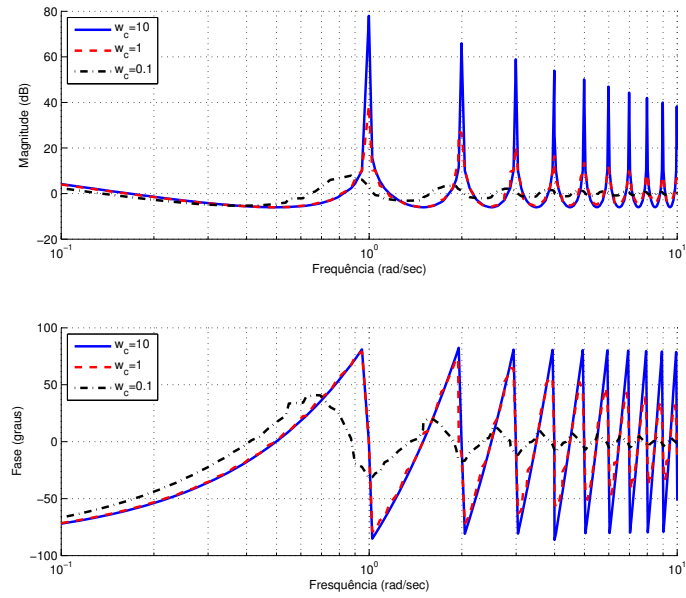 80
60
40
20
0
−20
Magnitude (dB)
w_c=10
w_c=1
w_c=0.1
10^−1
10^0
10^1
Frequência (rad/sec)
100
50
0
−50
−100
Fase (graus)
w_c=10
w_c=1
w_c=0.1
10^−1
10^0
10^1
Fresquência (rad/sec)